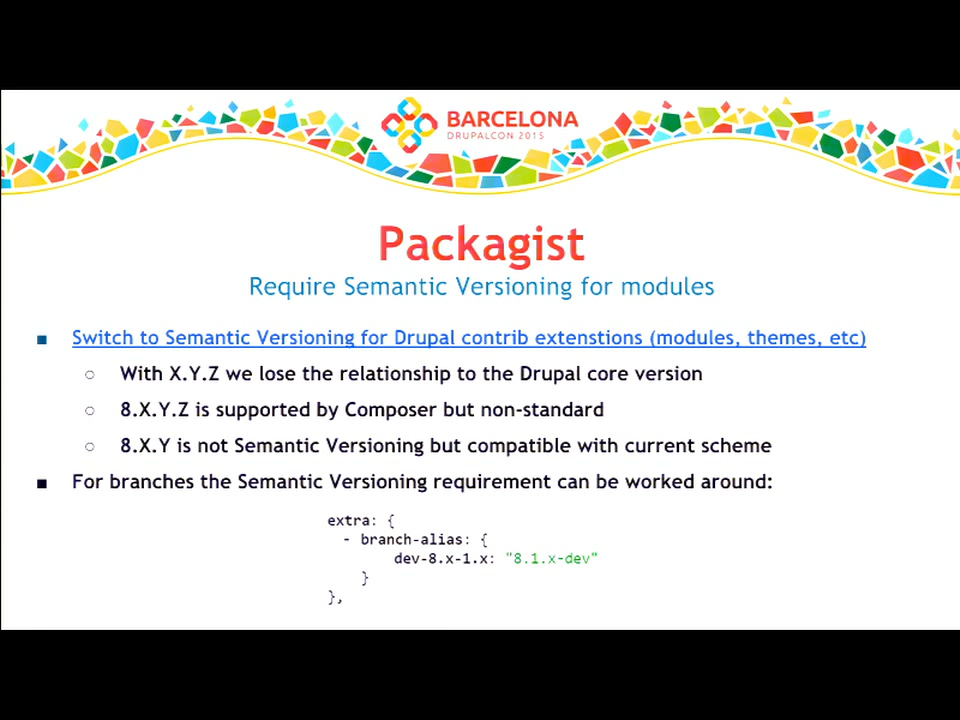 BARCELONA
DRUPALCON 2015
Packagist
Require Semantic Versioning for modules
■ Switch to Semantic Versioning for Drupal contrib extenstions (modules, themes, etc)
○ With X.Y.Z we lose the relationship to the Drupal core version
○ 8.X.Y.Z is supported by Composer but non-standard
○ 8.X.Y is not Semantic Versioning but compatible with current scheme
■ For branches the Semantic Versioning requirement can be worked around:
extra: {
- branch-alias: {
dev-8.x-1.x: "8.1.x-dev"
}
},